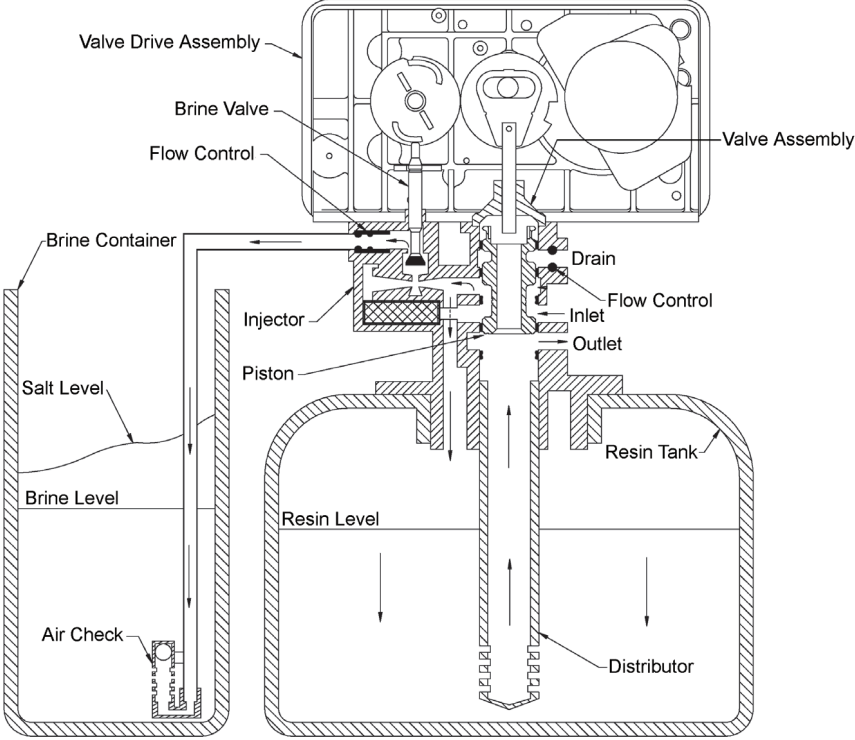 Valve Drive Assembly
Brine Valve
Valve Assembly
Flow Control
Brine Container
Drain
Flow Control
Injector
Inlet
Outlet
Piston
Salt Level
Resin Tank
Brine Level
Resin Level
Air Check
Distributor